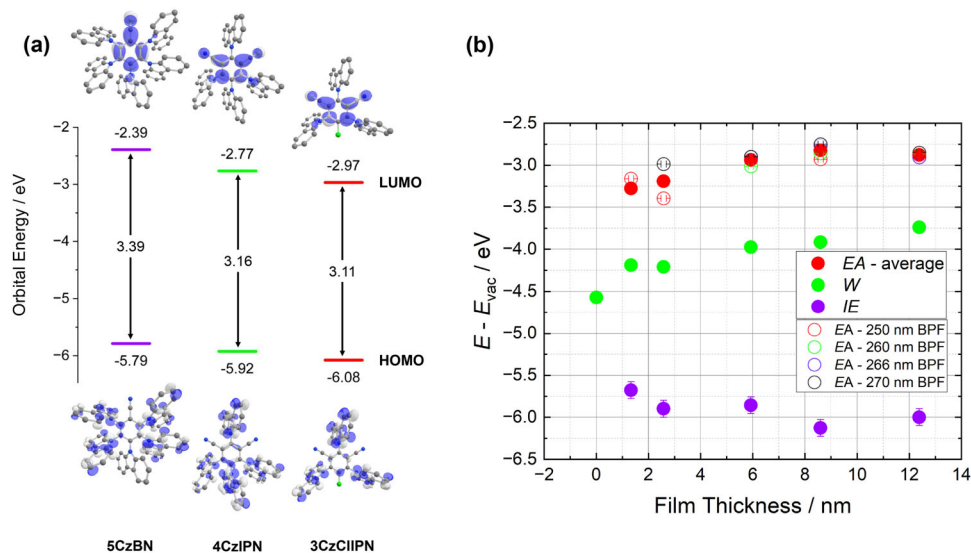 (a)
−2
−3
−4
−5
−6
Orbital Energy / eV
-2.39
-2.77
-2.97
LUMO
3.39
3.16
3.11
-5.79
-5.92
-6.08
HOMO
5CzBN
4CzIPN
3CzClIPN
(b)
-2.5
-3.0
-3.5
-4.0
-4.5
-5.0
-5.5
-6.0
-6.5
E - Evac / eV
EA - average
W
IE
EA - 250 nm BPF
EA - 260 nm BPF
EA - 266 nm BPF
EA - 270 nm BPF
−2 0 2 4 6 8 10 12 14
Film Thickness / nm